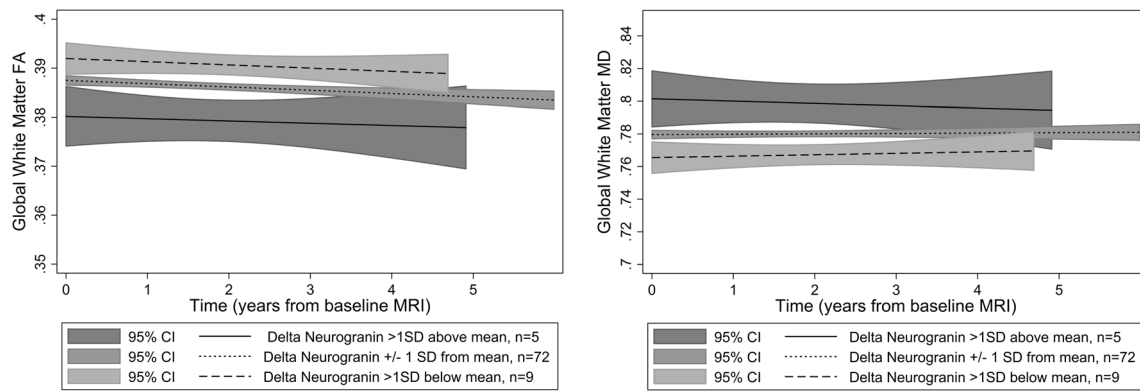 Global White Matter FA
.4
.39
.38
.37
.36
.35
0 1 2 3 4 5
Time (years from baseline MRI)
95% CI Delta Neurogranin >1SD above mean, n=5
95% CI Delta Neurogranin +/- 1 SD from mean, n=72
95% CI Delta Neurogranin >1SD below mean, n=9
Global White Matter MD
.84
.82
.8
.78
.76
.7
0 1 2 3 4 5
Time (years from baseline MRI)
95% CI Delta Neurogranin >1SD above mean, n=5
95% CI Delta Neurogranin +/- 1 SD from mean, n=72
95% CI Delta Neurogranin >1SD below mean, n=9